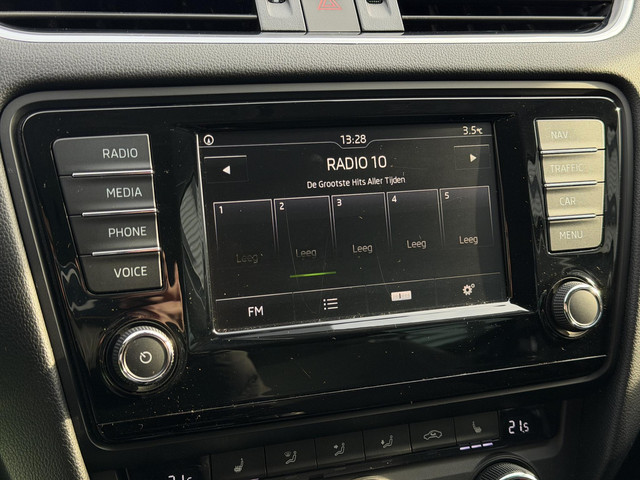 13:28 3.5°C
RADIO NAV
RADIO 10
TRAFFIC
De Grootste Hits Aller Tijden
MEDIA
1 2 3 4 5
CAR
PHONE MENU
Leeg Leeg Leeg Leeg Leeg
VOICE
FM
21.5